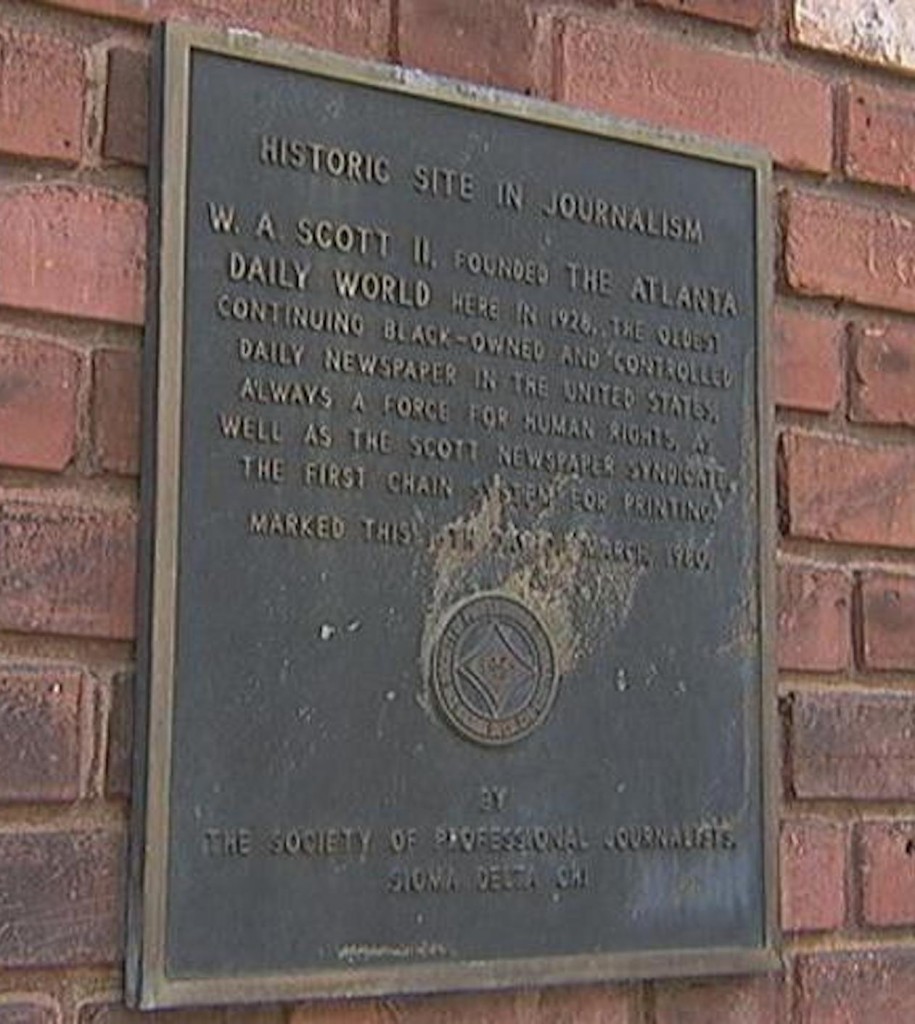 HISTORIC SITE IN JOURNALISM
W. A. SCOTT II, FOUNDED THE ATLANTA
DAILY WORLD HERE IN 1928. THE OLDEST
CONTINUING BLACK-OWNED AND CONTROLLED
DAILY NEWSPAPER IN THE UNITED STATES,
ALWAYS A FORCE FOR HUMAN RIGHTS, AS
WELL AS THE SCOTT NEWSPAPER SYNDICATE,
THE FIRST CHAIN SYSTEM FOR PRINTING.
MARKED THIS MARCH, 1980.
BY
THE SOCIETY OF PROFESSIONAL JOURNALISTS,
SIGMA DELTA CHI